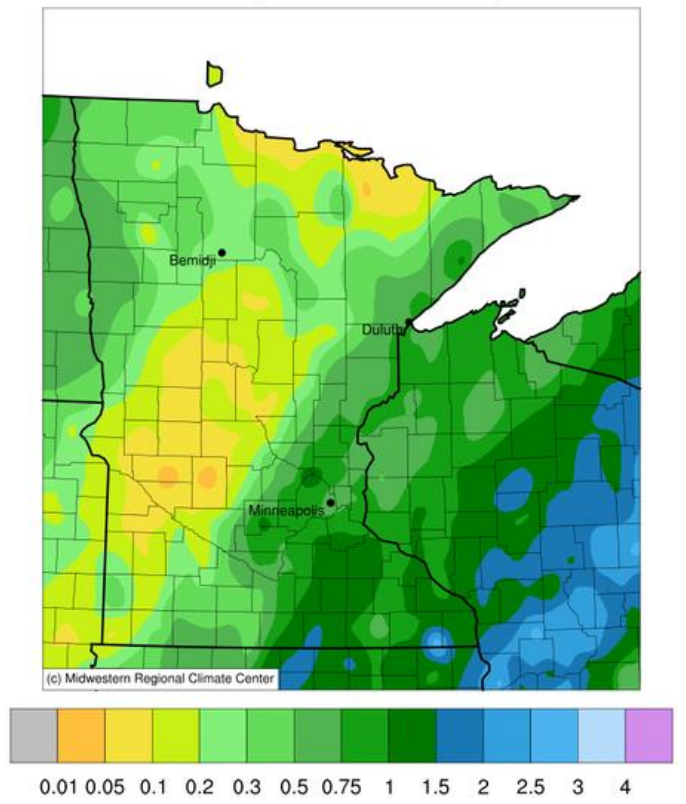 Bemidji
Duluth
Minneapolis
(c) Midwestern Regional Climate Center
0.01 0.05 0.1 0.2 0.3 0.5 0.75 1 1.5 2 2.5 3 4